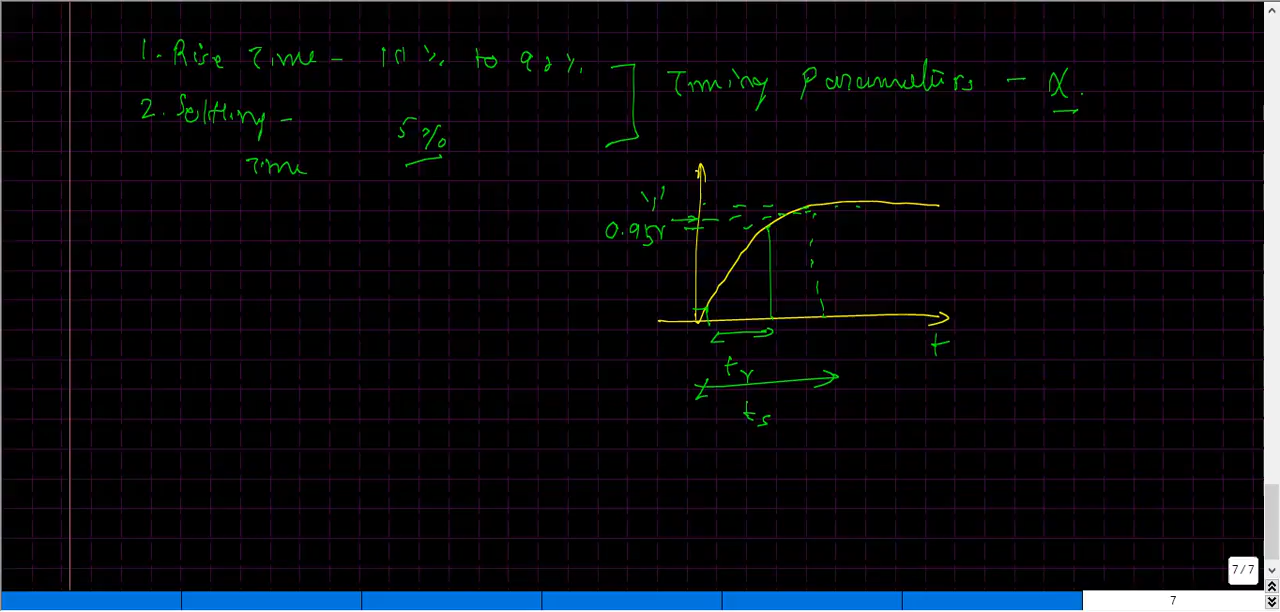 1. Rise Time - 10% to 90%
Timing Parameters - α.
2. Settling -
Time
5%
0.95r
t
tr
ts
7/7
7